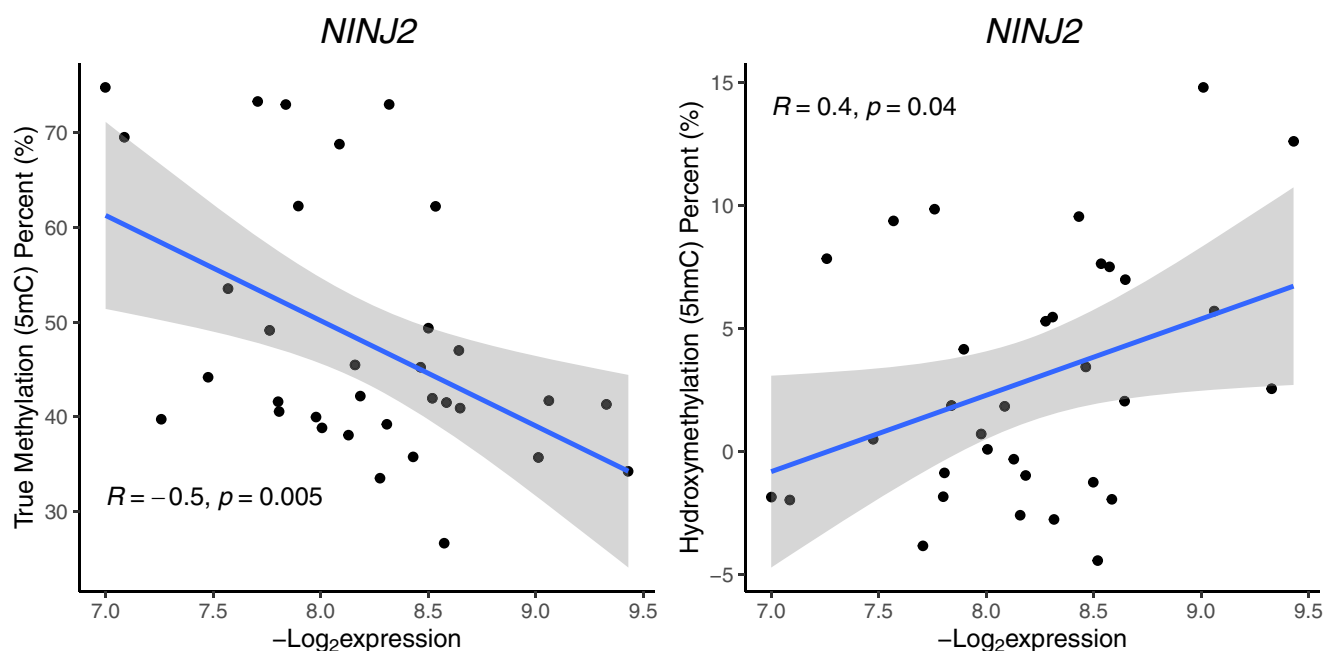 NINJ2
True Methylation (5mC) Percent (%)
70
60
50
40
30
R = −0.5, p = 0.005
7.0 7.5 8.0 8.5 9.0 9.5
−Log₂expression
NINJ2
Hydroxymethylation (5hmC) Percent (%)
15
10
5
0
−5
R = 0.4, p = 0.04
7.0 7.5 8.0 8.5 9.0 9.5
−Log₂expression